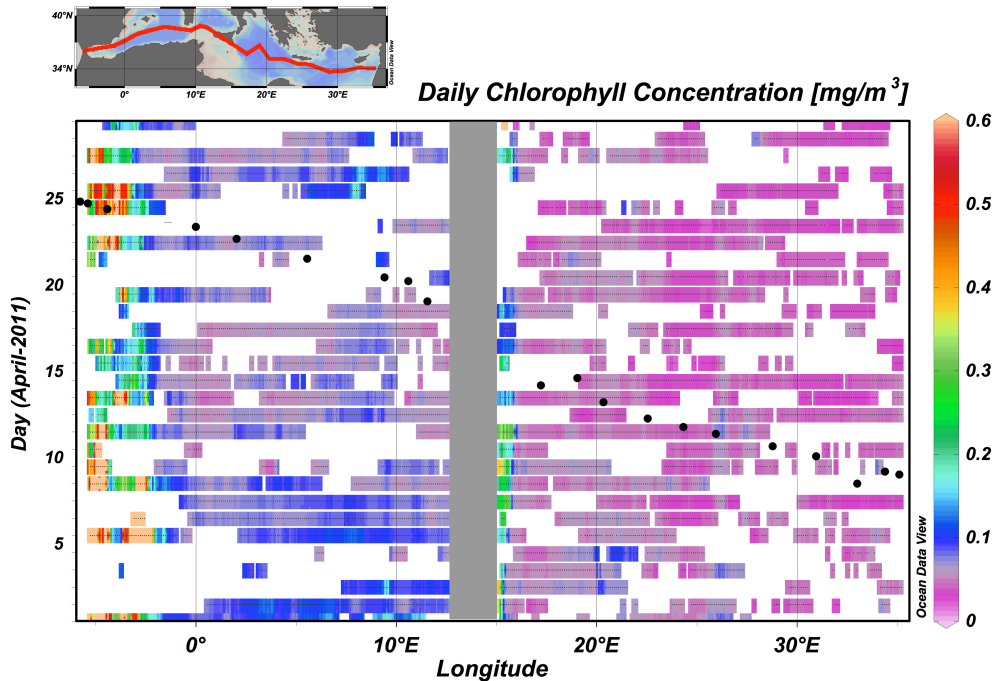 40°N
34°N
0°
10°E
20°E
30°E
Ocean Data View
Daily Chlorophyll Concentration [mg/m³]
Day (April-2011)
25
20
15
10
5
0°
10°E
20°E
30°E
Longitude
Ocean Data View
0.6
0.5
0.4
0.3
0.2
0.1
0